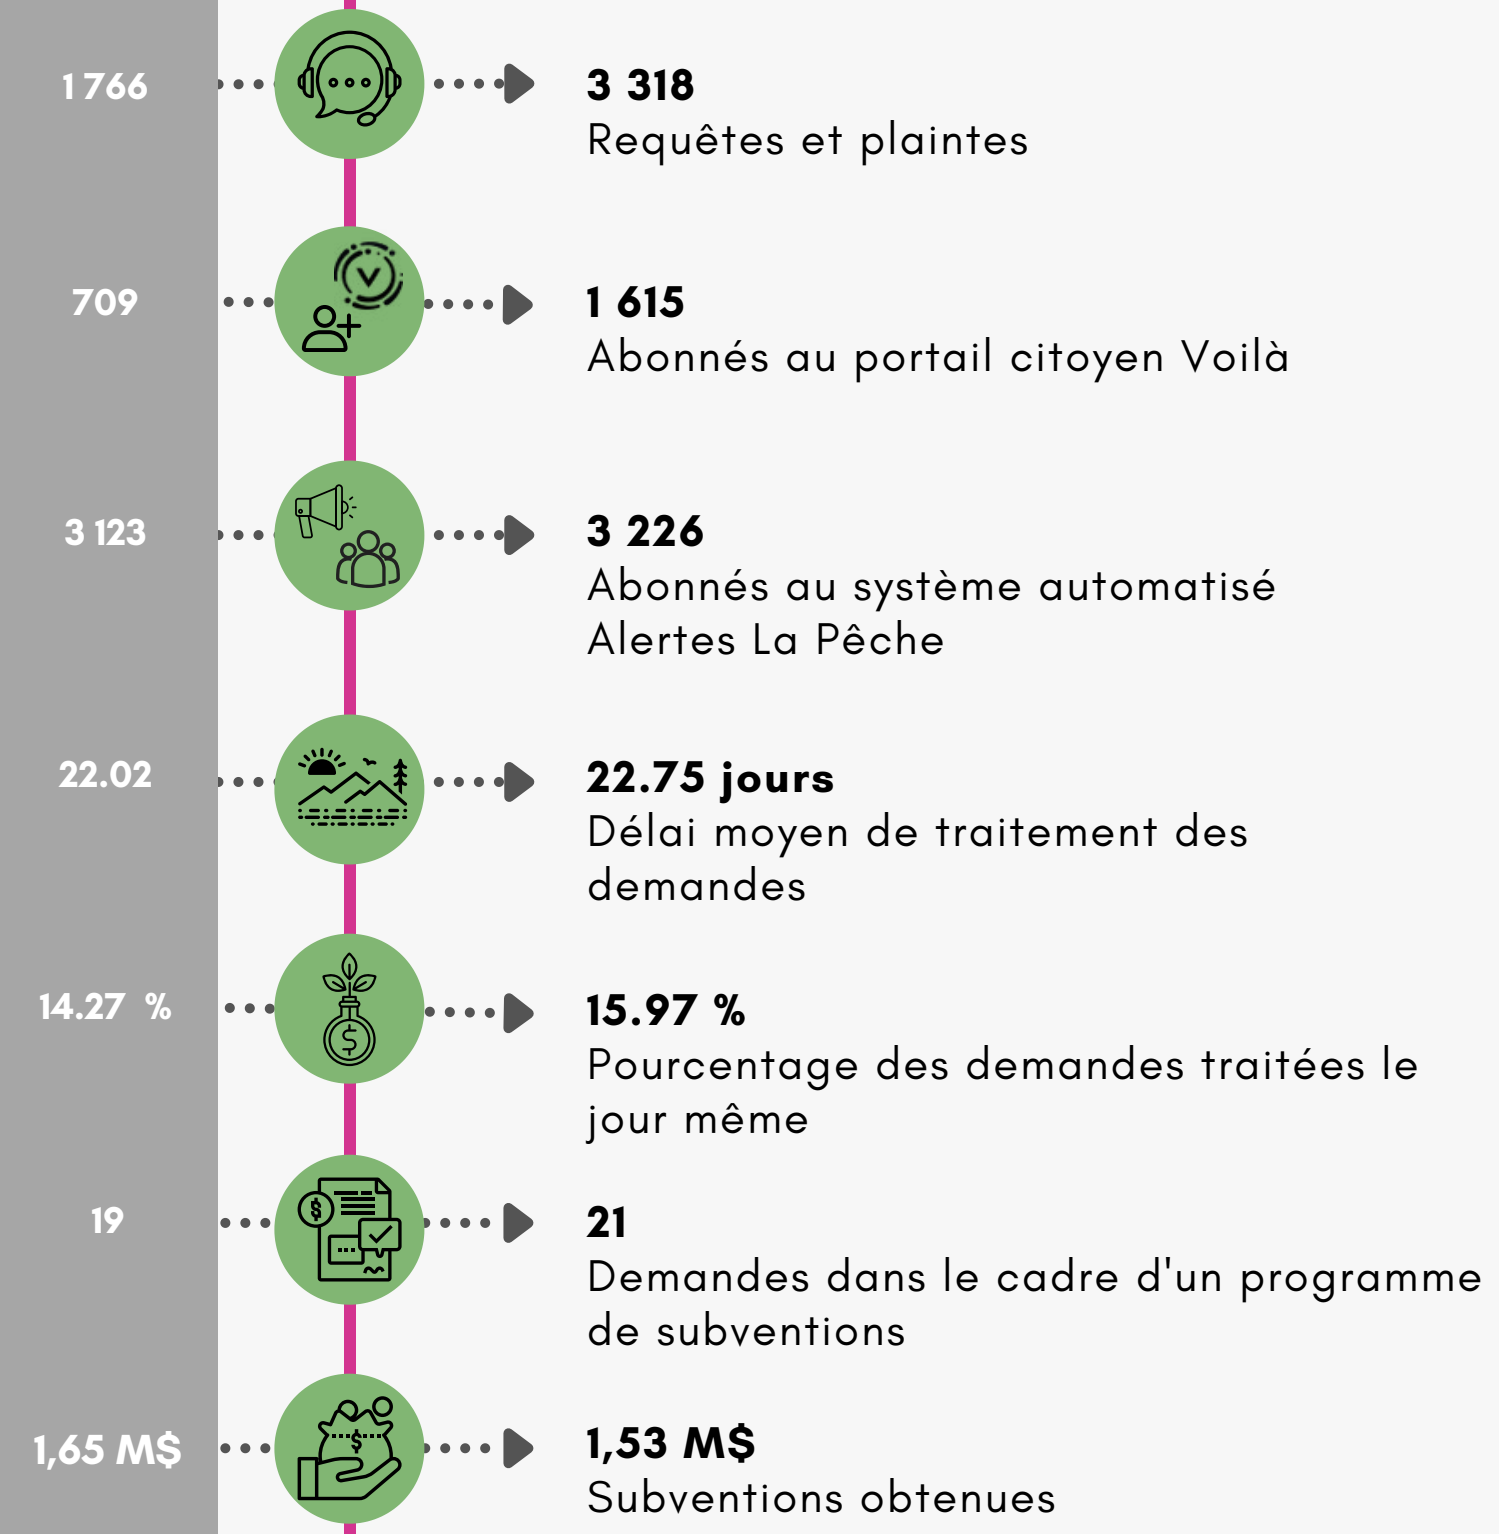 1 766
3 318
Requêtes et plaintes
709
1 615
Abonnés au portail citoyen Voilà
3 123
3 226
Abonnés au système automatisé
Alertes La Pêche
22.02
22.75 jours
Délai moyen de traitement des
demandes
14.27 %
15.97 %
Pourcentage des demandes traitées le
jour même
19
21
Demandes dans le cadre d'un programme
de subventions
1,65 M$
1,53 M$
Subventions obtenues